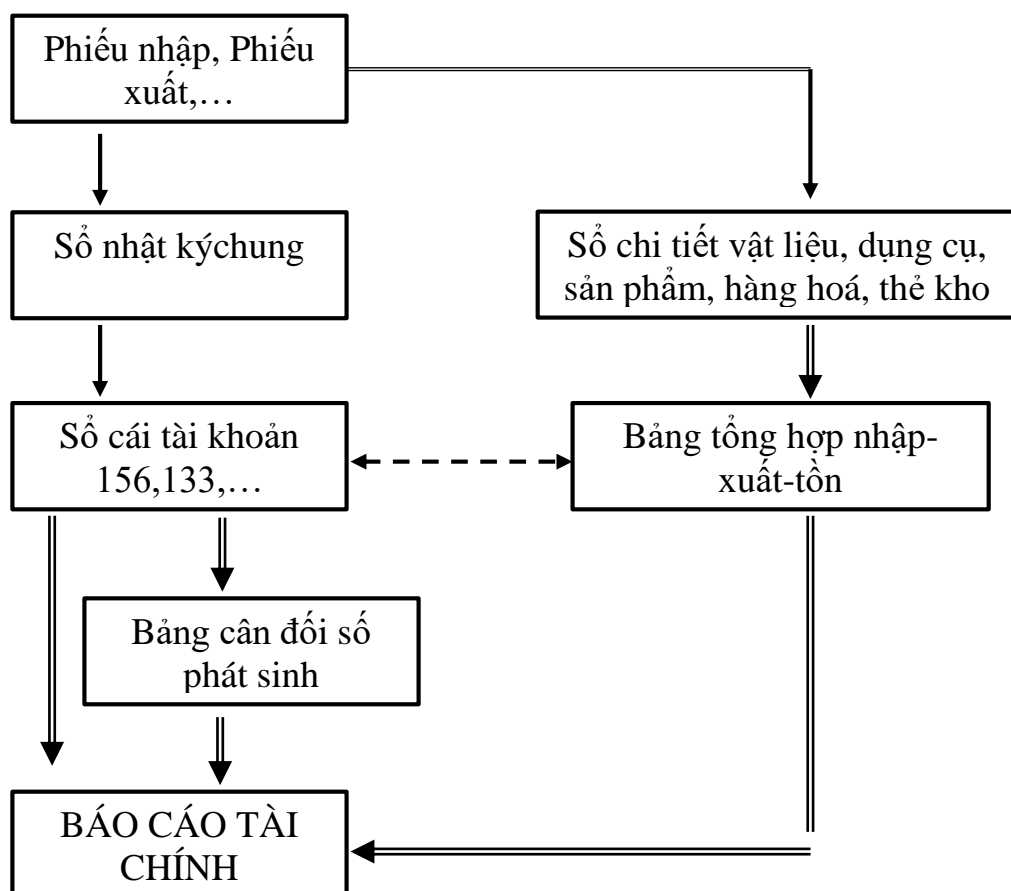 Phiếu nhập, Phiếu
xuất,…
Sổ nhật kýchung
Sổ chi tiết vật liệu, dụng cụ,
sản phẩm, hàng hoá, thẻ kho
Sổ cái tài khoản
156,133,…
Bảng tổng hợp nhập-
xuất-tồn
Bảng cân đối số
phát sinh
BÁO CÁO TÀI
CHÍNH